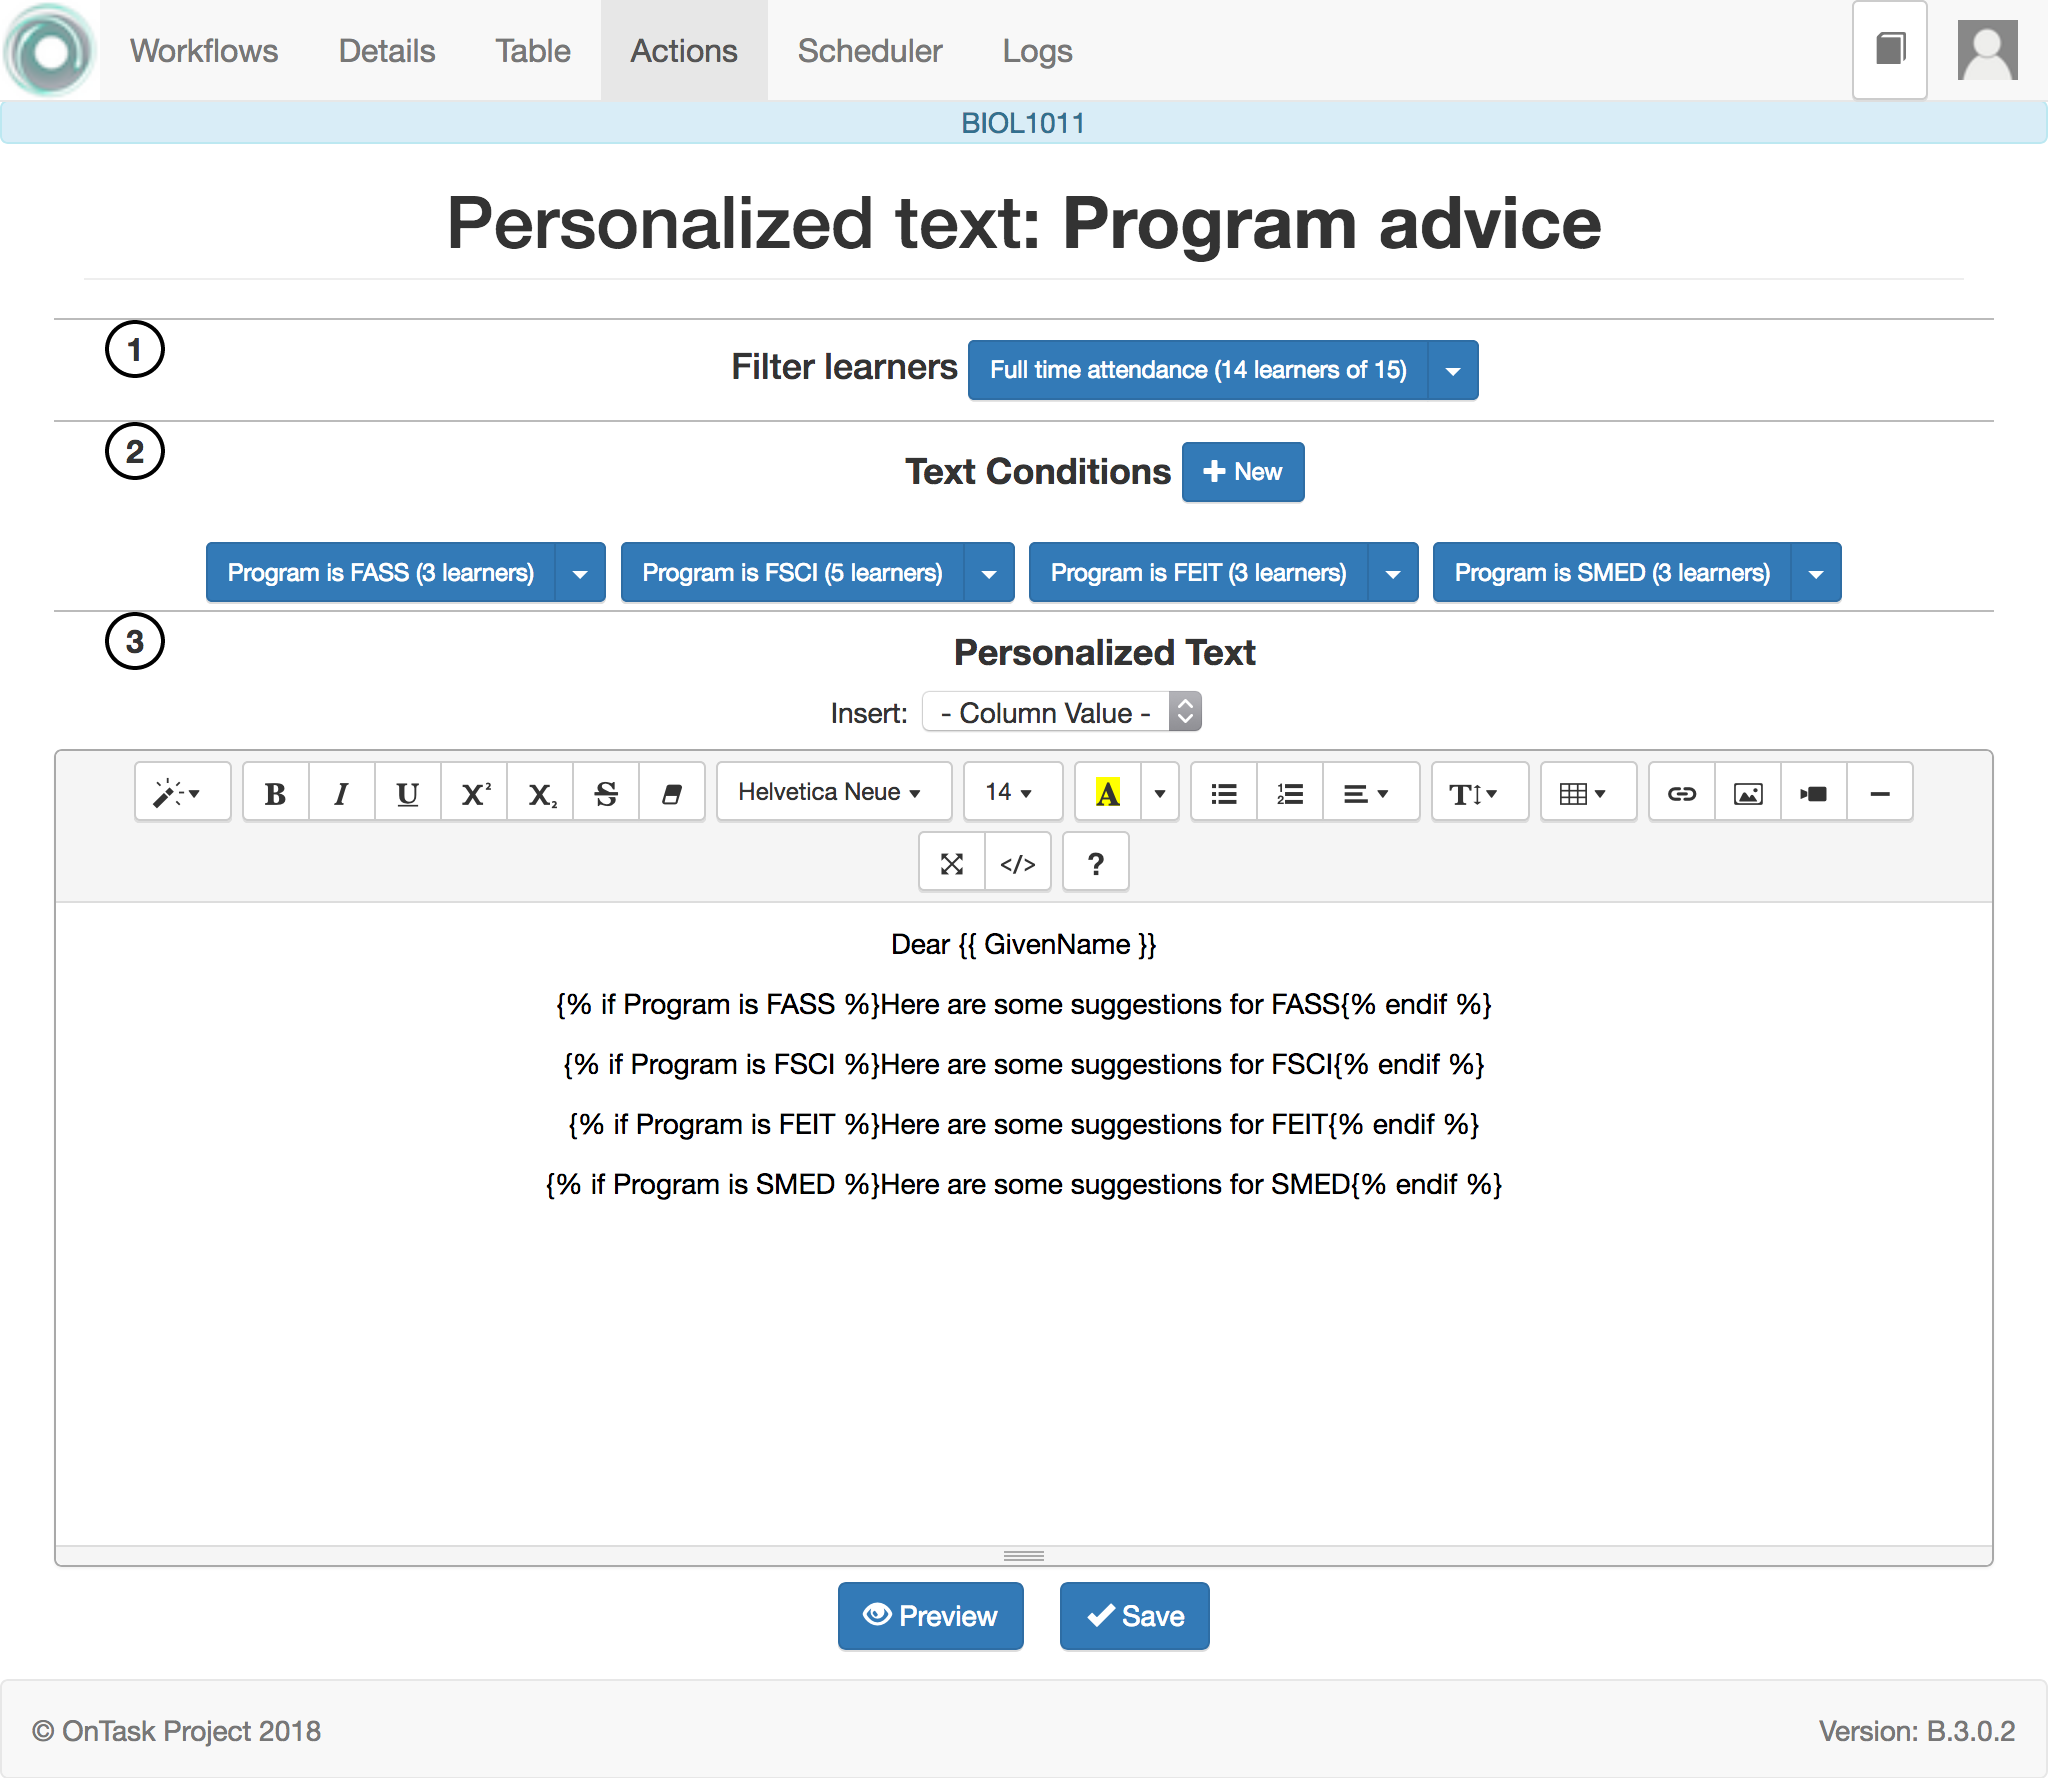 Workflows Details Table Actions Scheduler Logs
BIOL1011
Personalized text: Program advice
1
Filter learners Full time attendance (14 learners of 15)
2
Text Conditions New
Program is FASS (3 learners) Program is FSCI (5 learners) Program is FEIT (3 learners) Program is SMED (3 learners)
3
Personalized Text
Insert: - Column Value -
B I U X² X₂ S Helvetica Neue 14 A T
</> ?
Dear {{ GivenName }}
{% if Program is FASS %}Here are some suggestions for FASS{% endif %}
{% if Program is FSCI %}Here are some suggestions for FSCI{% endif %}
{% if Program is FEIT %}Here are some suggestions for FEIT{% endif %}
{% if Program is SMED %}Here are some suggestions for SMED{% endif %}
Preview Save
© OnTask Project 2018 Version: B.3.0.2